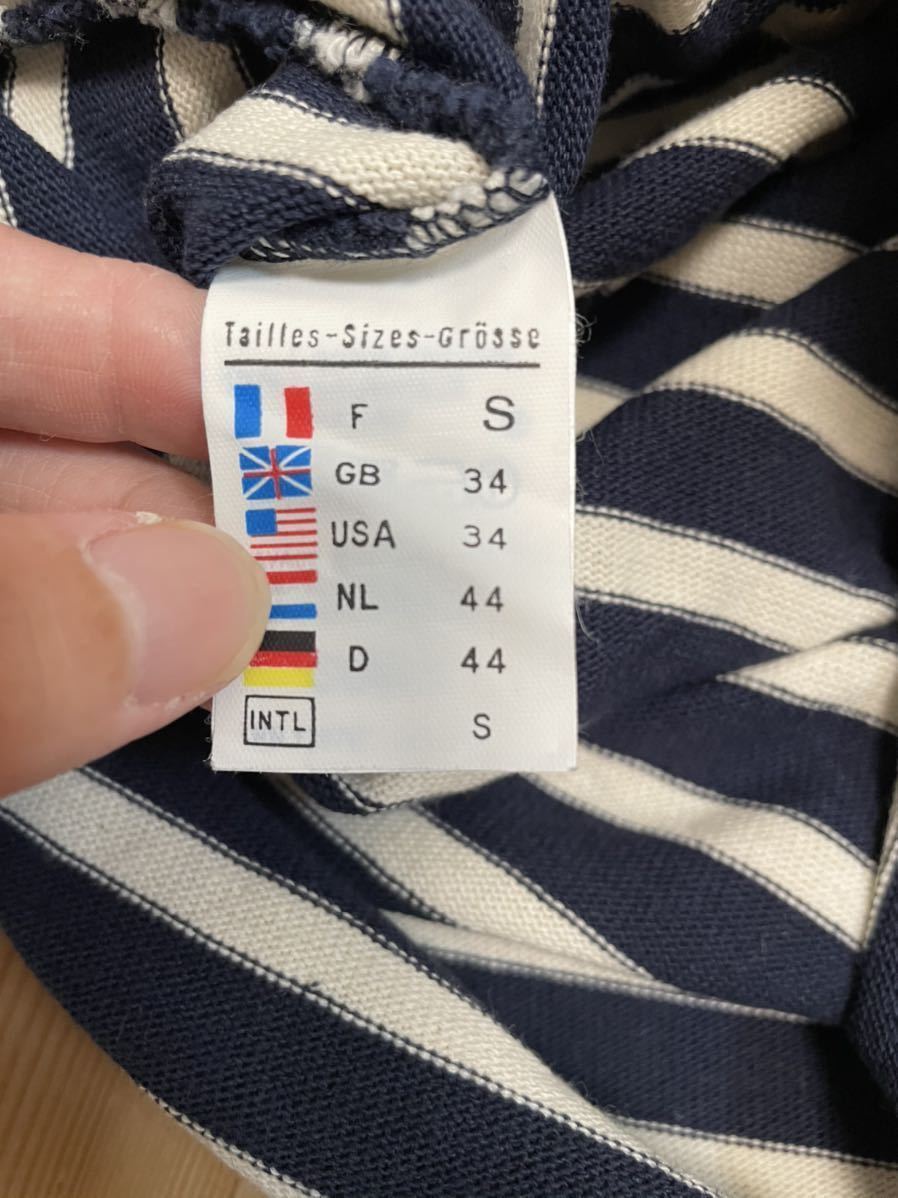 Tailles-Sizes-Grösse
F S
GB 34
USA 34
NL 44
D 44
INTL S